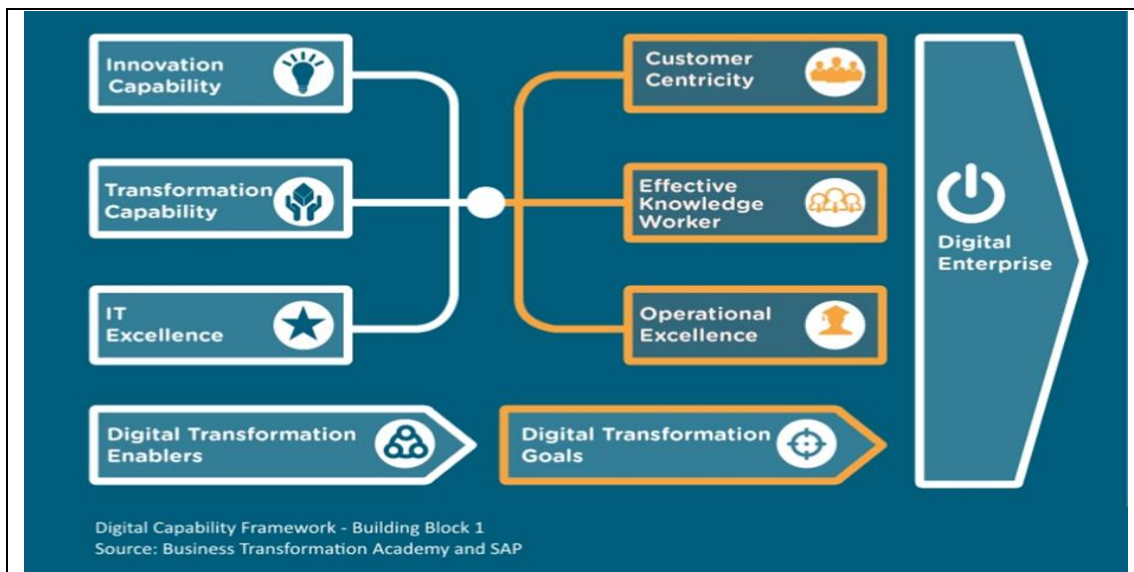 Innovation
Capability
Customer
Centricity
Transformation
Capability
Effective
Knowledge
Worker
Digital
Enterprise
IT
Excellence
Operational
Excellence
Digital Transformation
Enablers
Digital Transformation
Goals
Digital Capability Framework - Building Block 1
Source: Business Transformation Academy and SAP